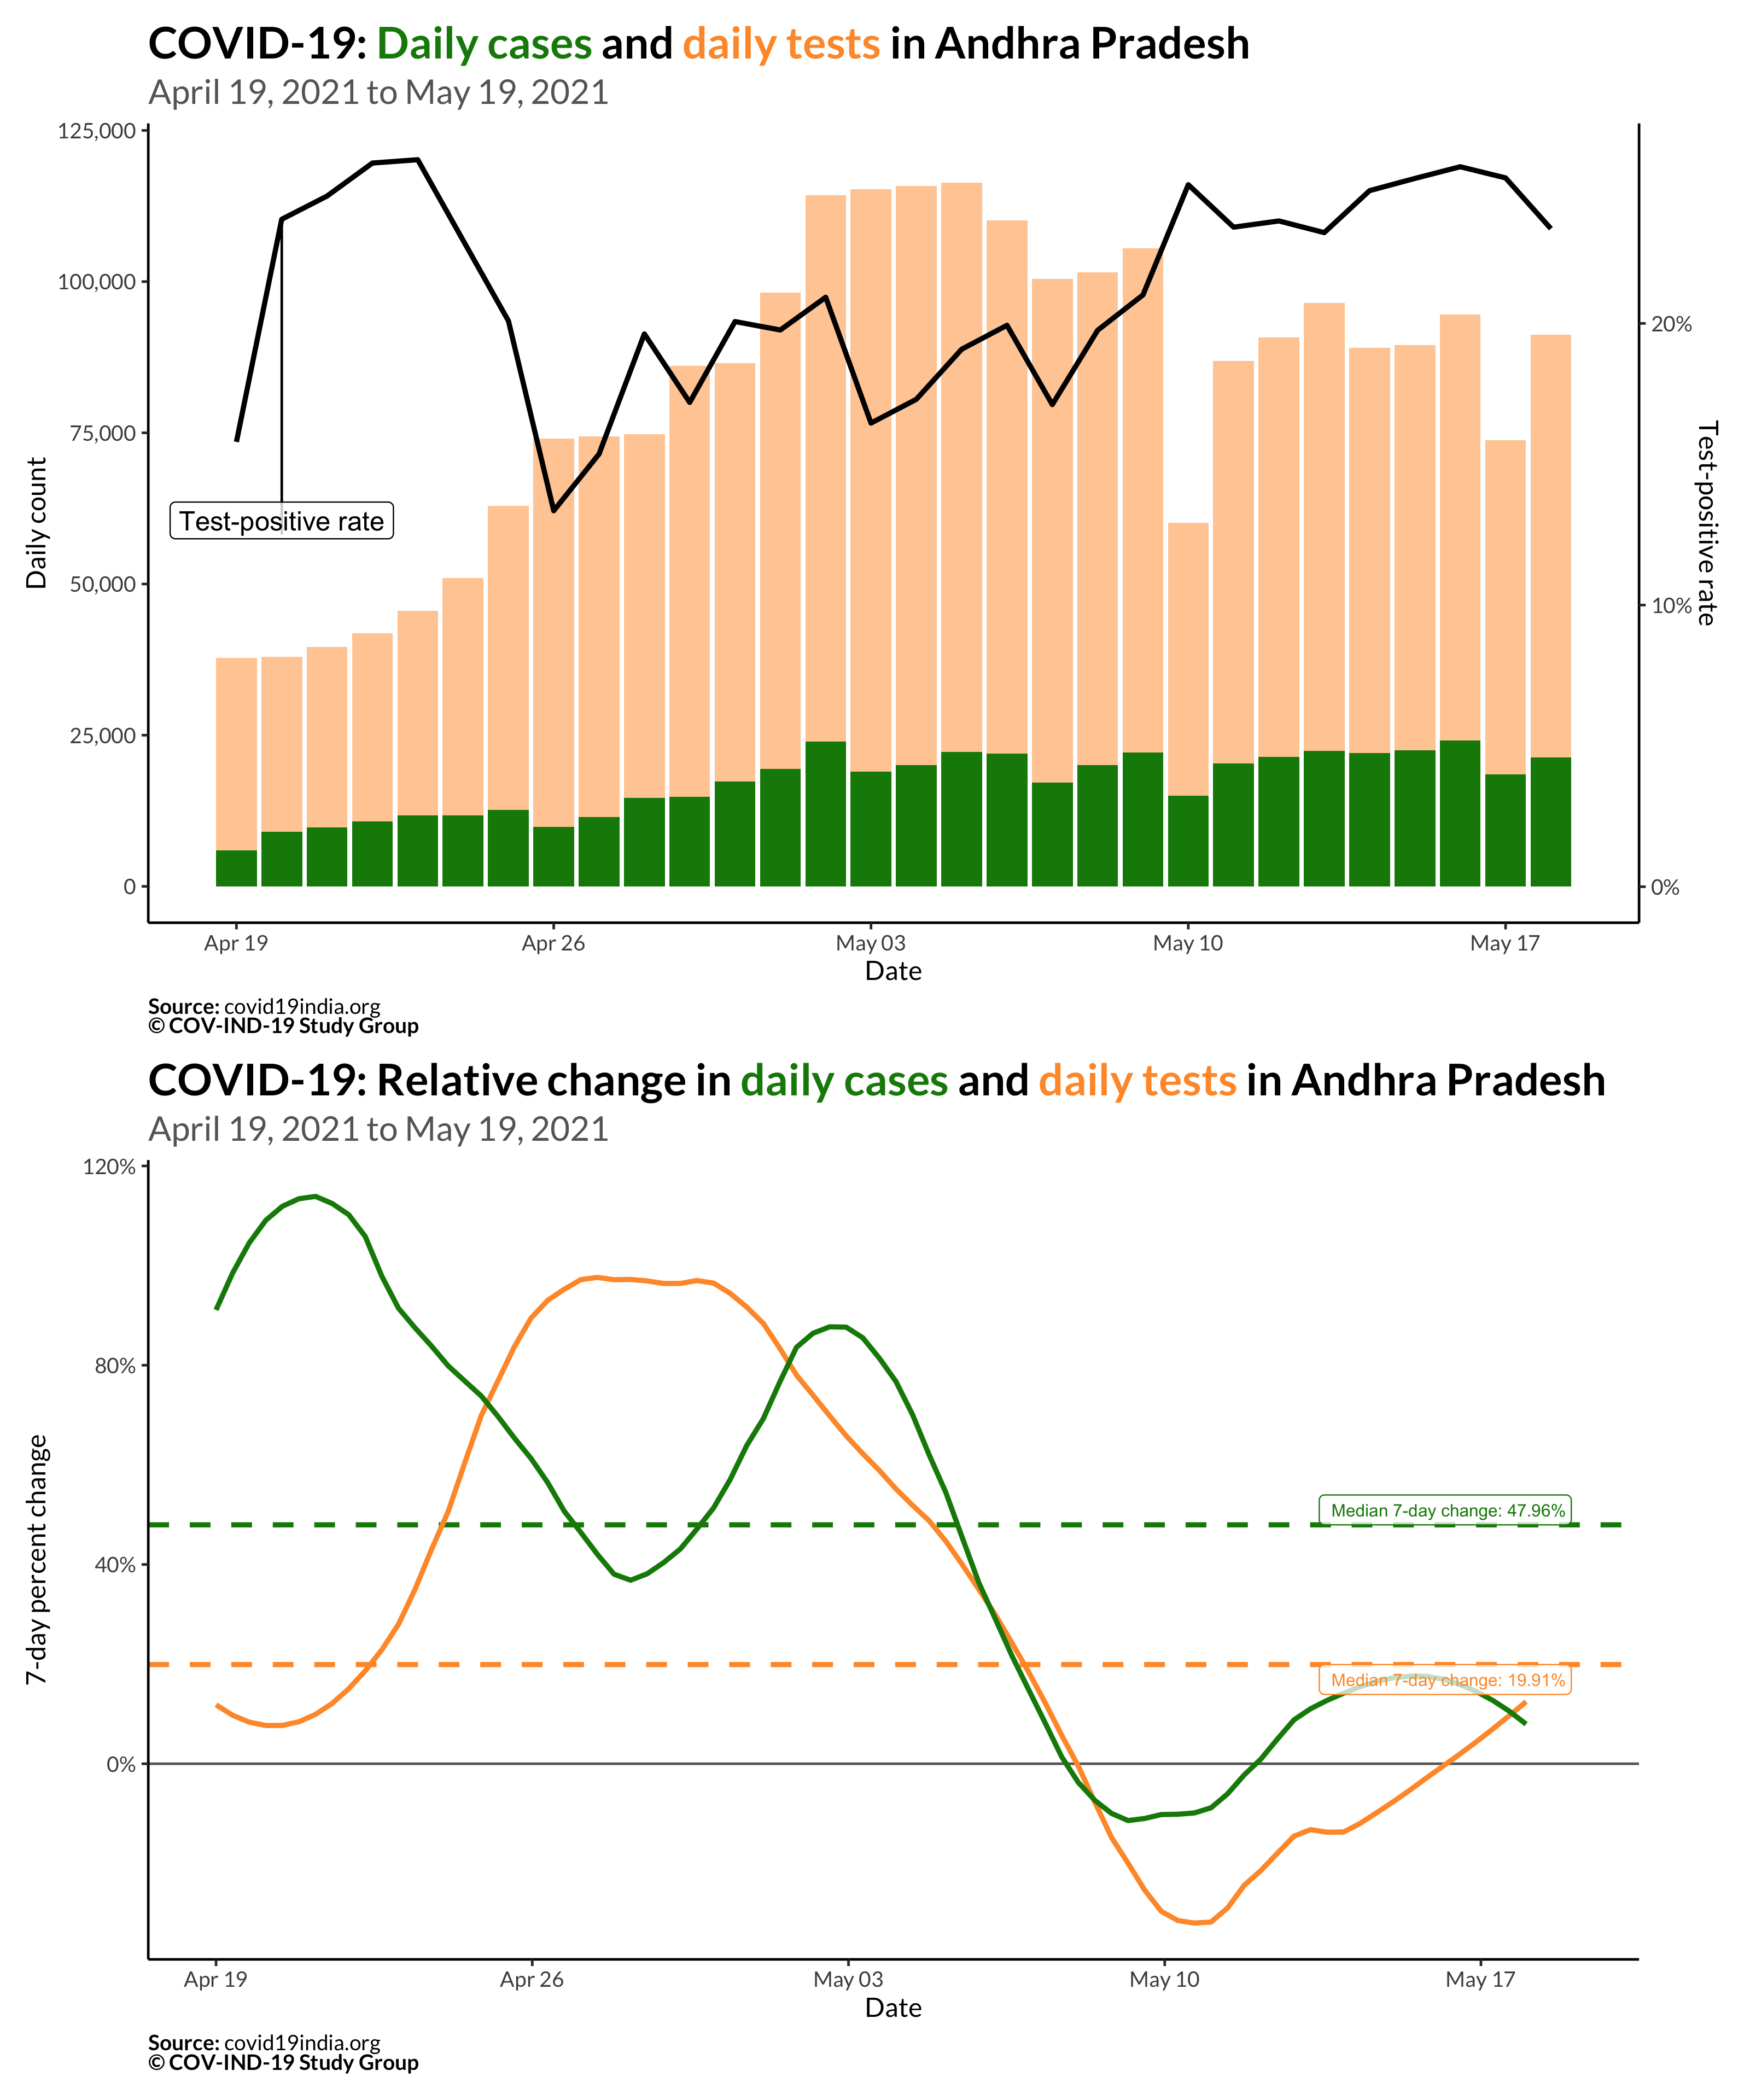 COVID-19: Daily cases and daily tests in Andhra Pradesh
April 19, 2021 to May 19, 2021
125,000
100,000
75,000
50,000
25,000
0
Daily count
20%
10%
0%
Test-positive rate
Test-positive rate
Apr 19
Apr 26
May 03
May 10
May 17
Date
Source: covid19india.org
© COV-IND-19 Study Group
COVID-19: Relative change in daily cases and daily tests in Andhra Pradesh
April 19, 2021 to May 19, 2021
120%
80%
40%
0%
7-day percent change
Median 7-day change: 47.96%
Median 7-day change: 19.91%
Apr 19
Apr 26
May 03
May 10
May 17
Date
Source: covid19india.org
© COV-IND-19 Study Group